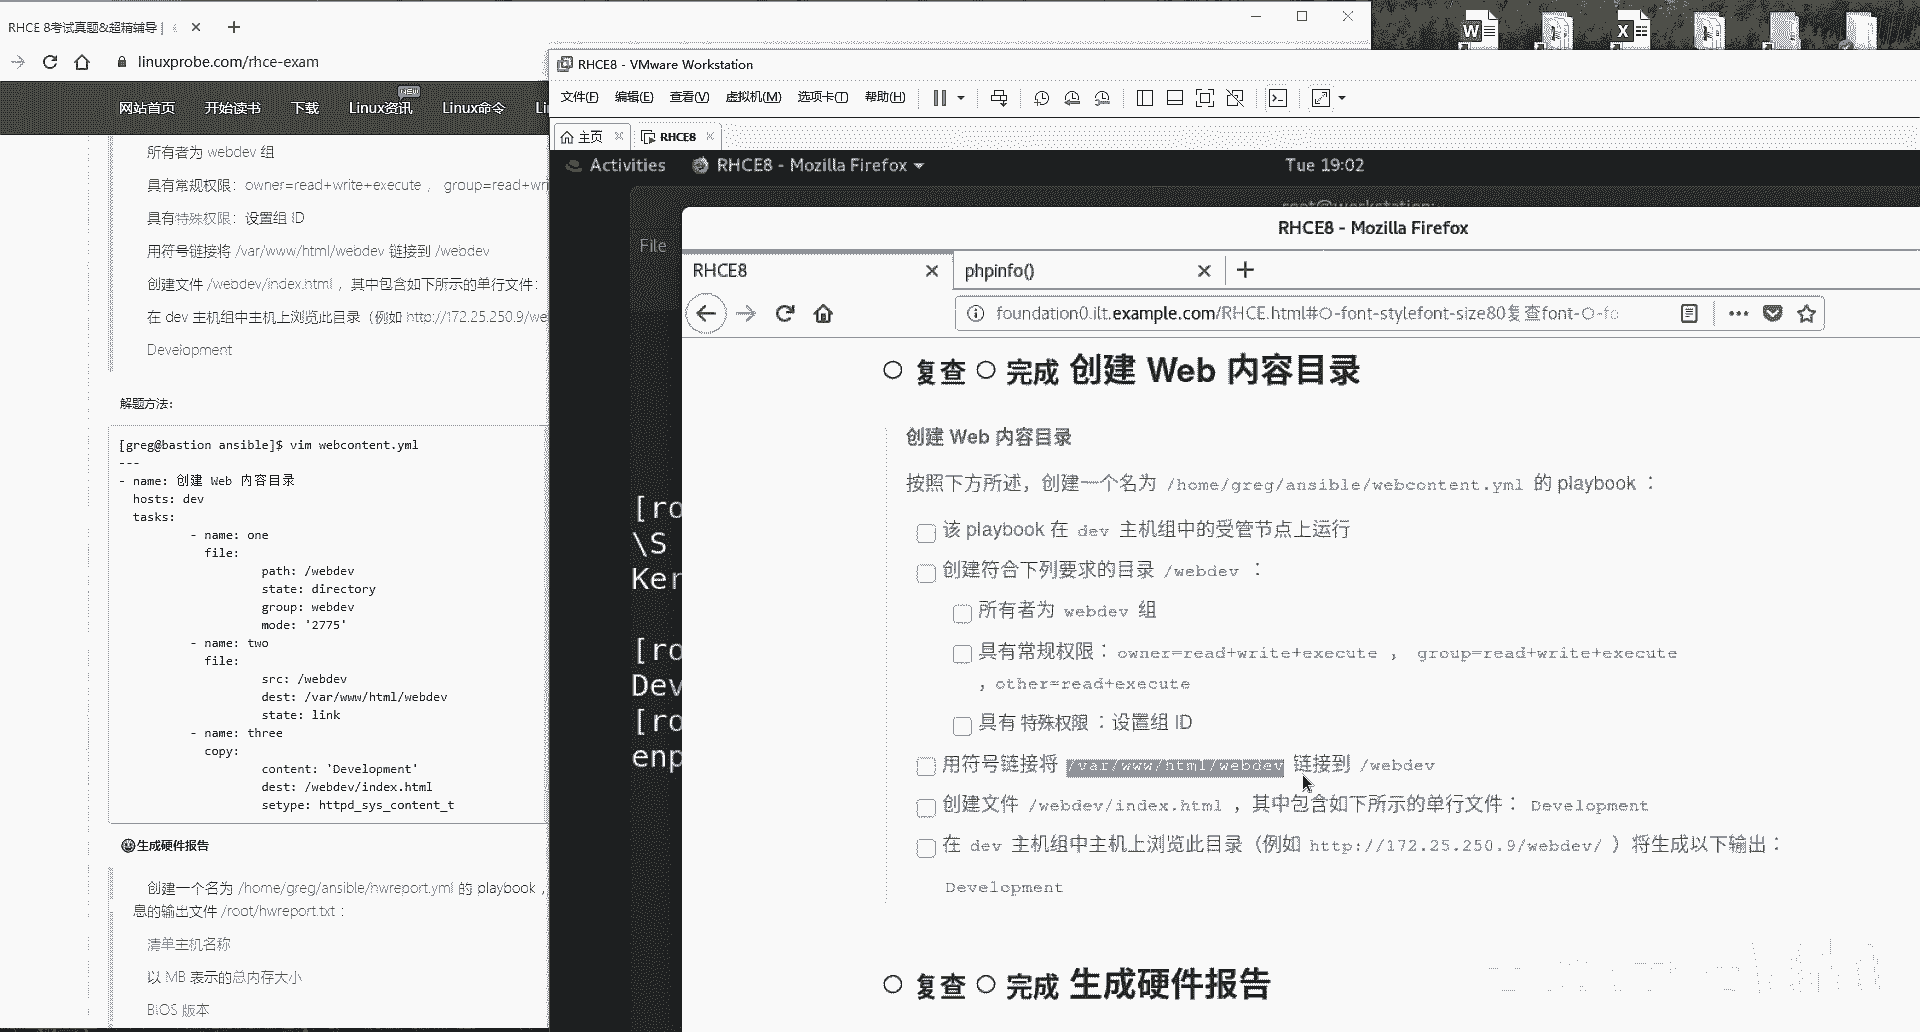 RHCE 8考试真题&超精辅导 |
linuxprobe.com/rhce-exam
网站首页 开始读书 下载 Linux资讯 NEW Linux命令 Li
所有者为 webdev 组
具有常规权限：owner=read+write+execute ， group=read+wri
具有特殊权限：设置组 ID
用符号链接将 /var/www/html/webdev 链接到 /webdev
创建文件 /webdev/index.html ，其中包含如下所示的单行文件：
在 dev 主机组中主机上浏览此目录（例如 http://172.25.250.9/we
Development
解题方法:
[greg@bastion ansible]$ vim webcontent.yml
---
- name: 创建 Web 内容目录
hosts: dev
tasks:
- name: one
file:
path: /webdev
state: directory
group: webdev
mode: '2775'
- name: two
file:
src: /webdev
dest: /var/www/html/webdev
state: link
- name: three
copy:
content: 'Development'
dest: /webdev/index.html
setype: httpd_sys_content_t
生成硬件报告
创建一个名为 /home/greg/ansible/hwreport.yml 的 playbook ，
息的输出文件 /root/hwreport.txt ：
清单主机名称
以 MB 表示的总内存大小
BIOS 版本
RHCE8 - VMware Workstation
文件(F) 编辑(E) 查看(V) 虚拟机(M) 选项卡(T) 帮助(H)
主页 RHCE8
Activities RHCE8 - Mozilla Firefox Tue 19:02
root@workstation:
File
[ro
\S
Ker
[ro
Dev
[ro
enp
RHCE8 - Mozilla Firefox
RHCE8 phpinfo()
foundation0.ilt.example.com/RHCE.html#O-font-stylefont-size80复查font-O-fo
复查 完成 创建 Web 内容目录
创建 Web 内容目录
按照下方所述，创建一个名为 /home/greg/ansible/webcontent.yml 的 playbook ：
该 playbook 在 dev 主机组中的受管节点上运行
创建符合下列要求的目录 /webdev ：
所有者为 webdev 组
具有常规权限：owner=read+write+execute ， group=read+write+execute
，other=read+execute
具有 特殊权限 ：设置组 ID
用符号链接将 /var/www/html/webdev 链接到 /webdev
创建文件 /webdev/index.html ，其中包含如下所示的单行文件： Development
在 dev 主机组中主机上浏览此目录（例如 http://172.25.250.9/webdev/ ）将生成以下输出：
Development
复查 完成 生成硬件报告